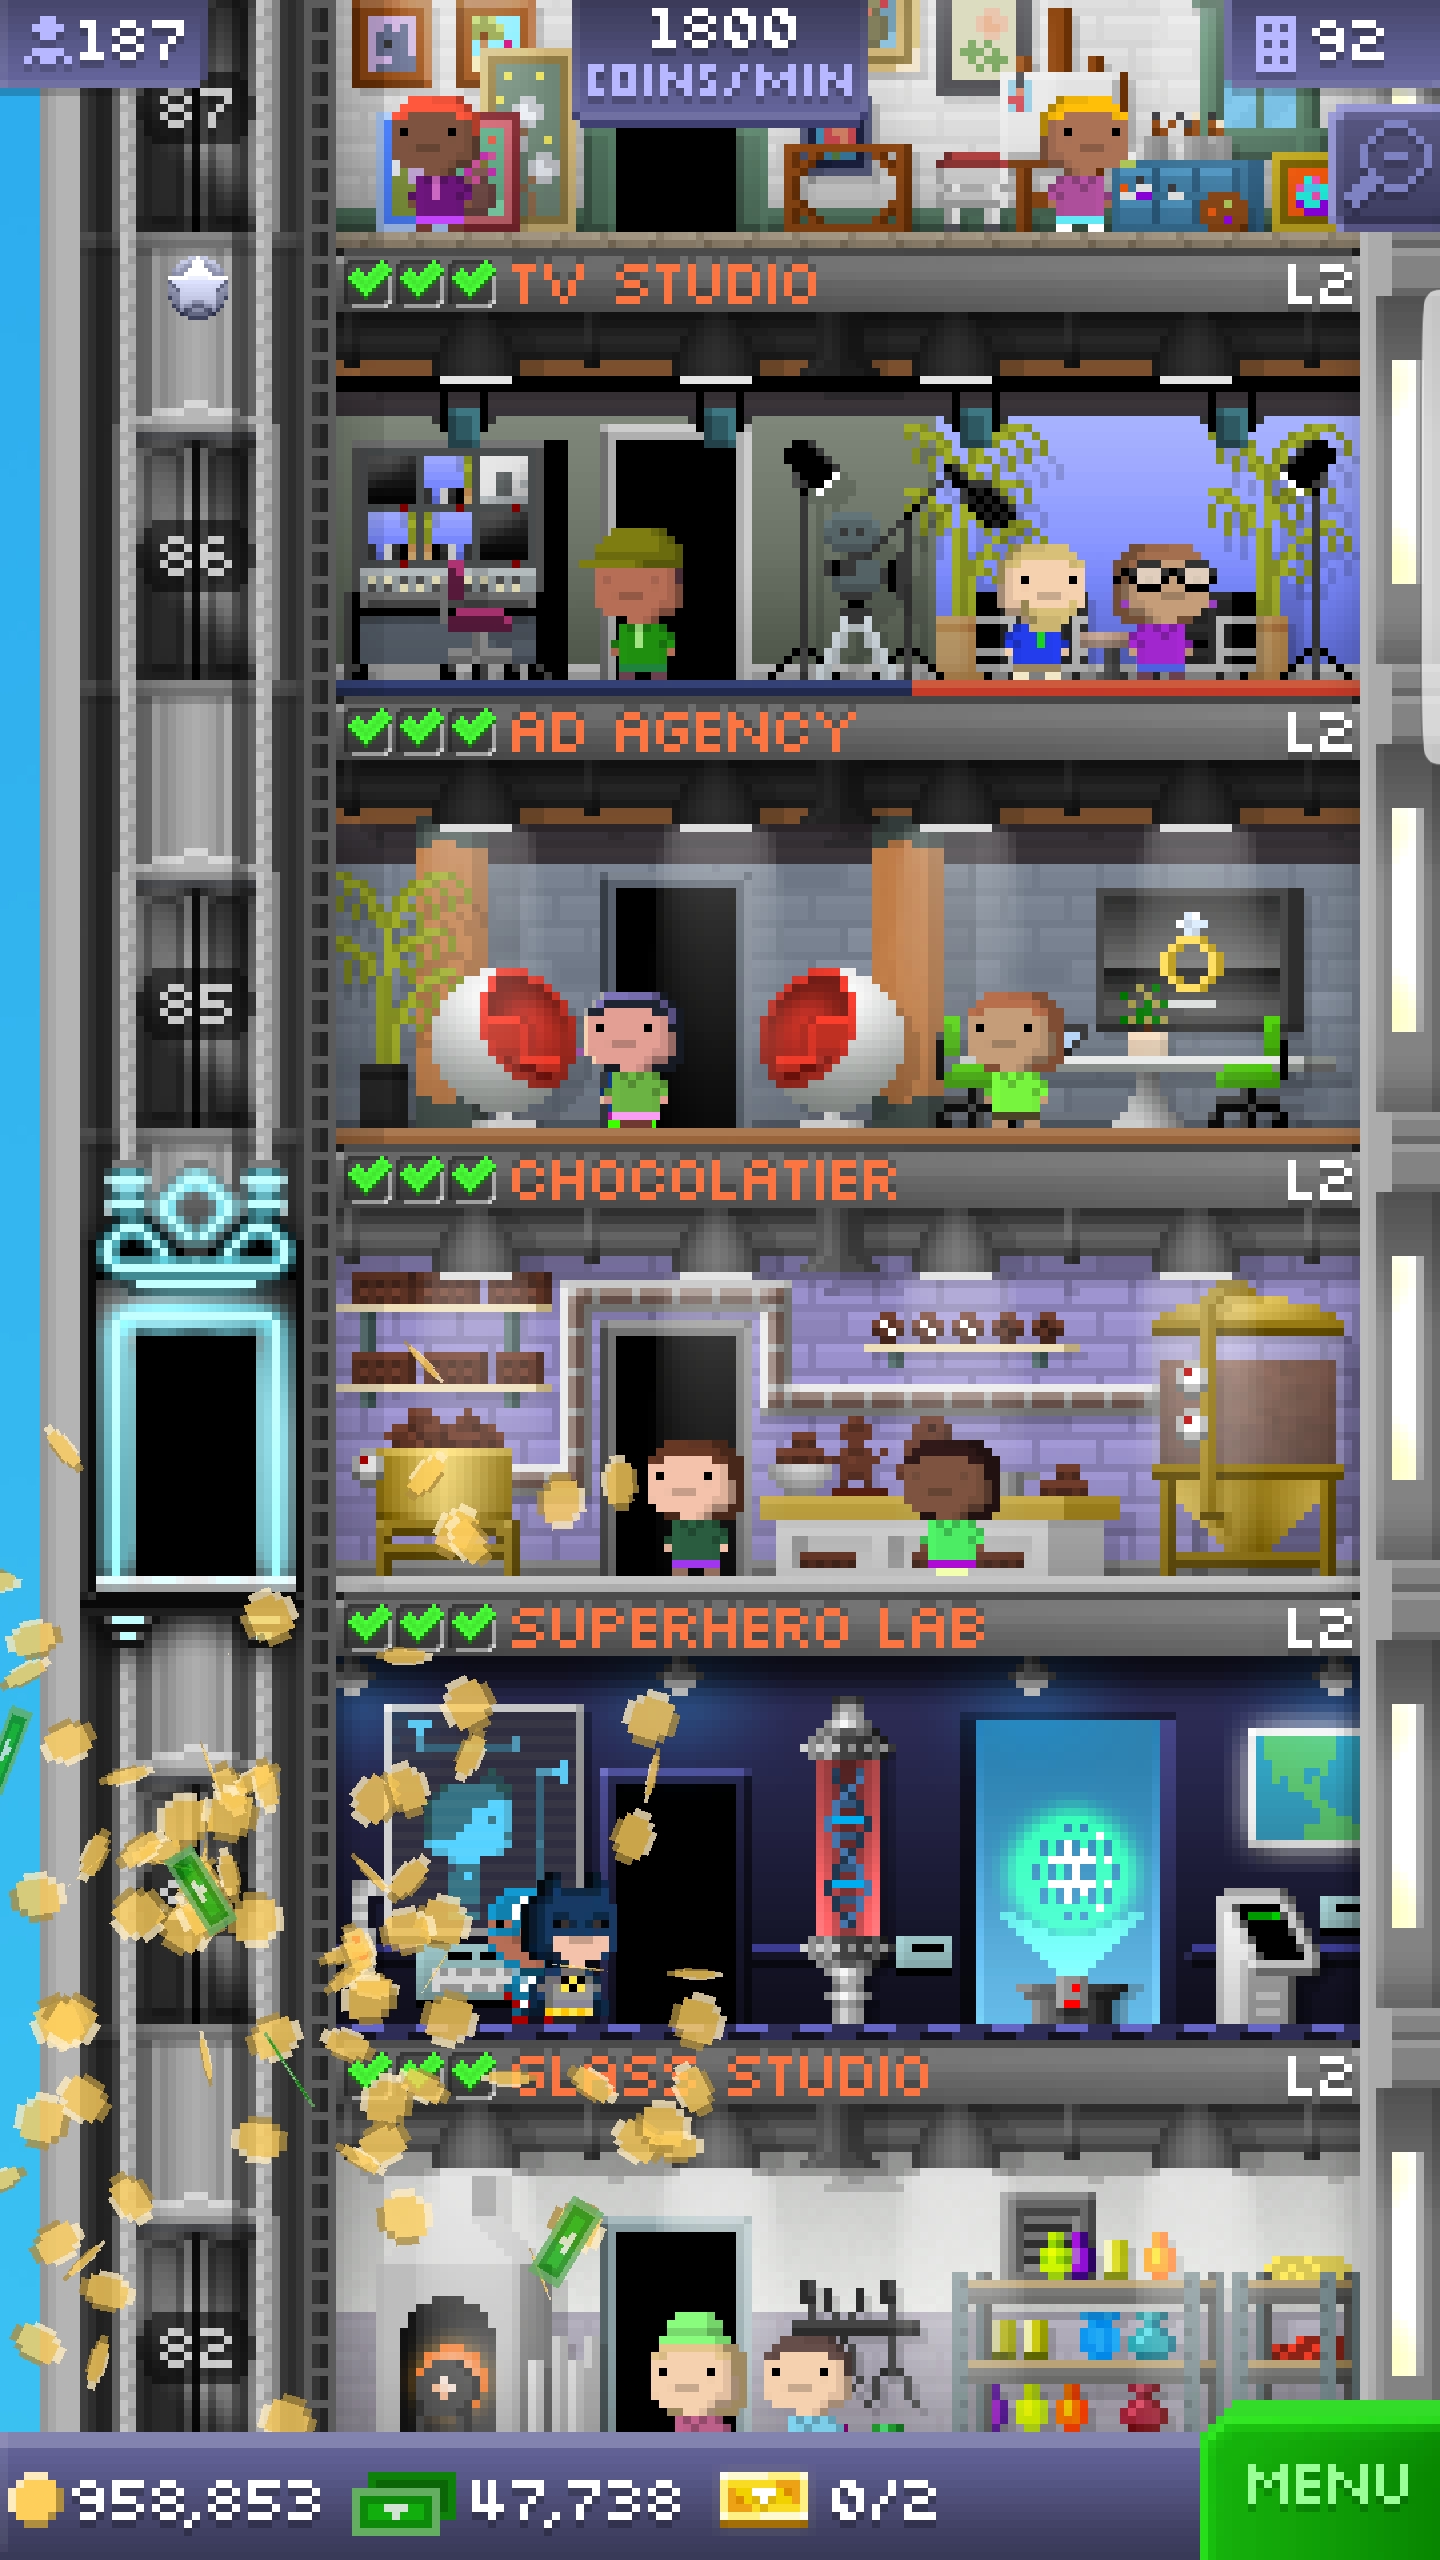 187
1800
COINS/MIN
92
87
TV STUDIO
L2
86
AD AGENCY
L2
85
CHOCOLATIER
L2
SUPERHERO LAB
L2
GLASS STUDIO
L2
82
958,853
47,738
0/2
MENU